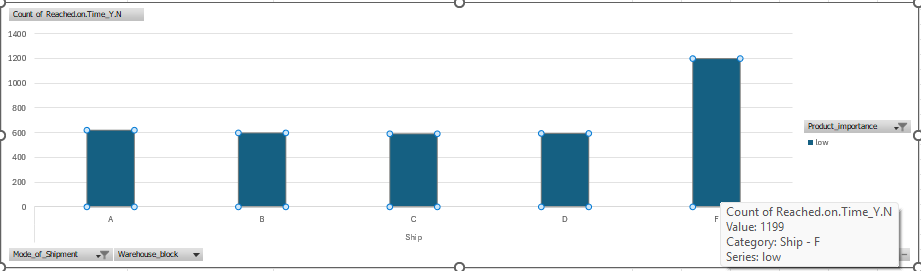 Count of Reached.on.Time_Y.N
1400
1200
1000
800
600
400
200
0
A
B
C
D
F
Ship
Product_importance
low
Mode_of_Shipment
Warehouse_block
Count of Reached.on.Time_Y.N
Value: 1199
Category: Ship - F
Series: low